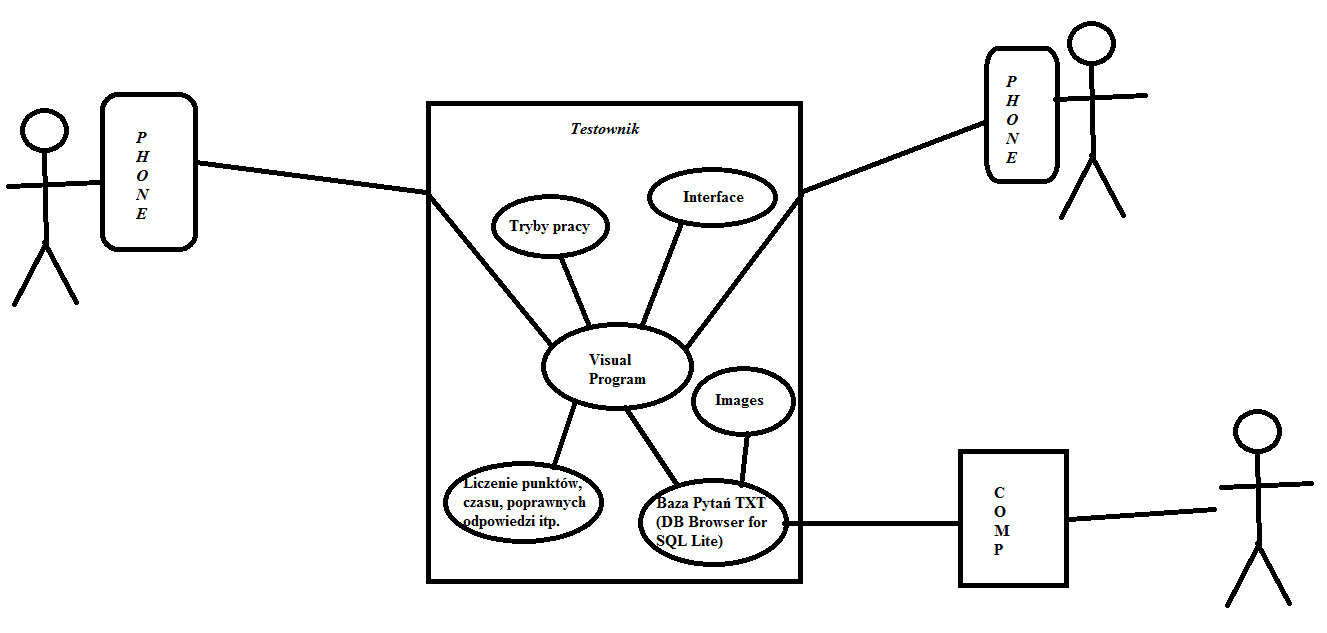 P
H
O
N
E
Testownik
Tryby pracy
Interface
Visual
Program
Images
Liczenie punktów,
czasu, poprawnych
odpowiedzi itp.
Baza Pytań TXT
(DB Browser for
SQL Lite)
P
H
O
N
E
C
O
M
P